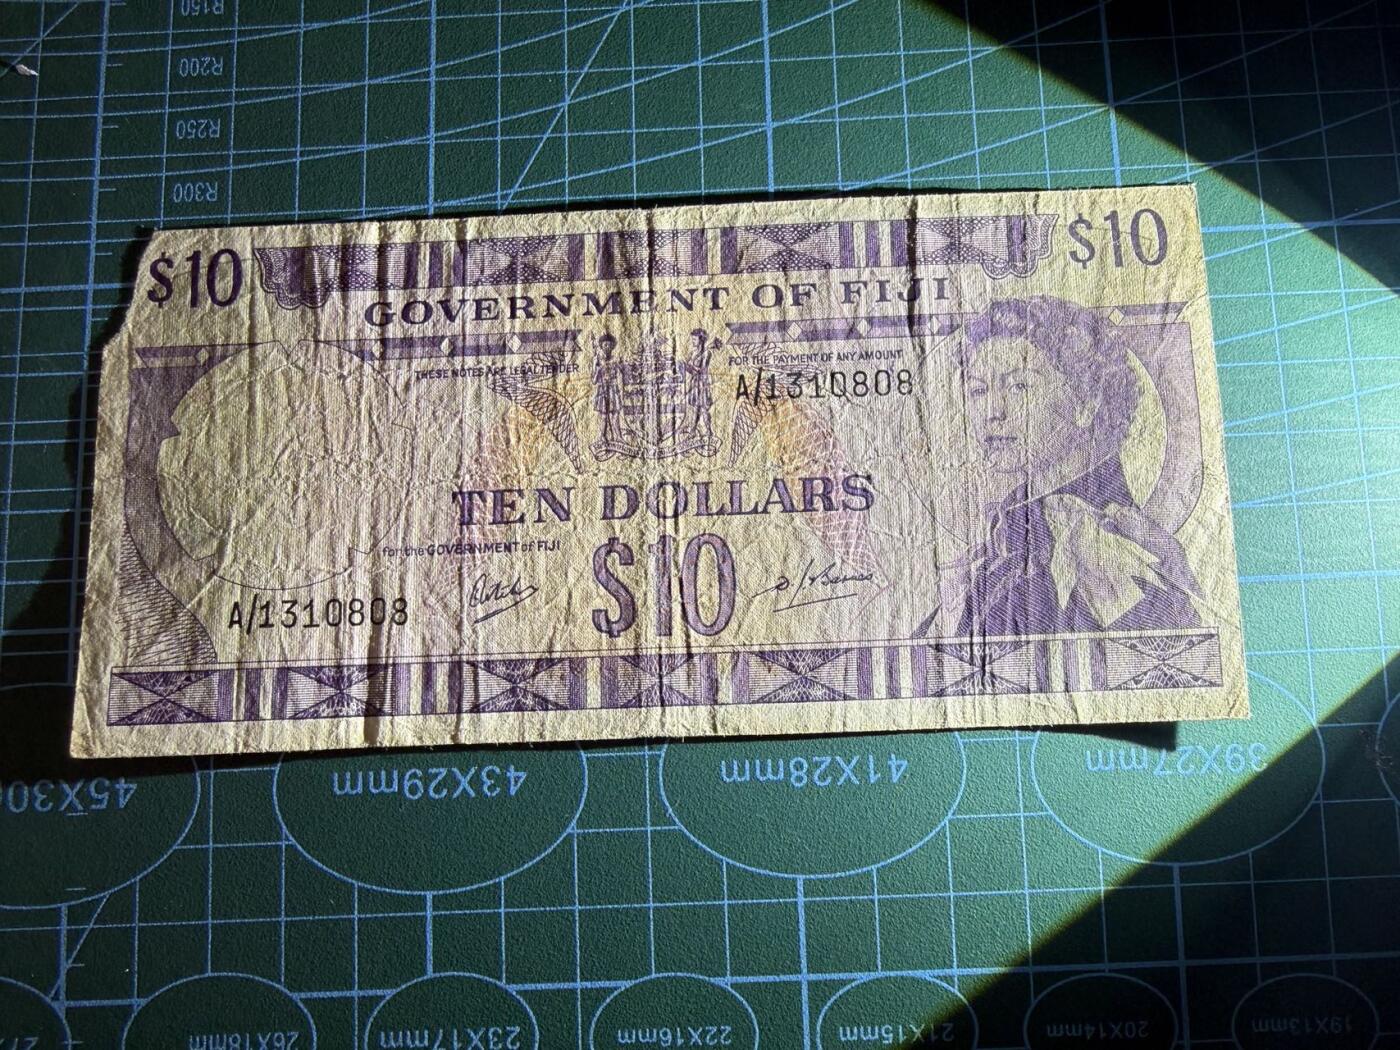 R150
R200
R250
R300
$10
$10
GOVERNMENT OF FIJI
THESE NOTES ARE LEGAL TENDER
FOR THE PAYMENT OF ANY AMOUNT
A/1310808
TEN DOLLARS
for the GOVERNMENT of FIJI
$10
A/1310808
45X30
43X29mm
41X28mm
39X27mm
26X18mm
23X17mm
22X16mm
21X15mm
20X14mm
19X13mm